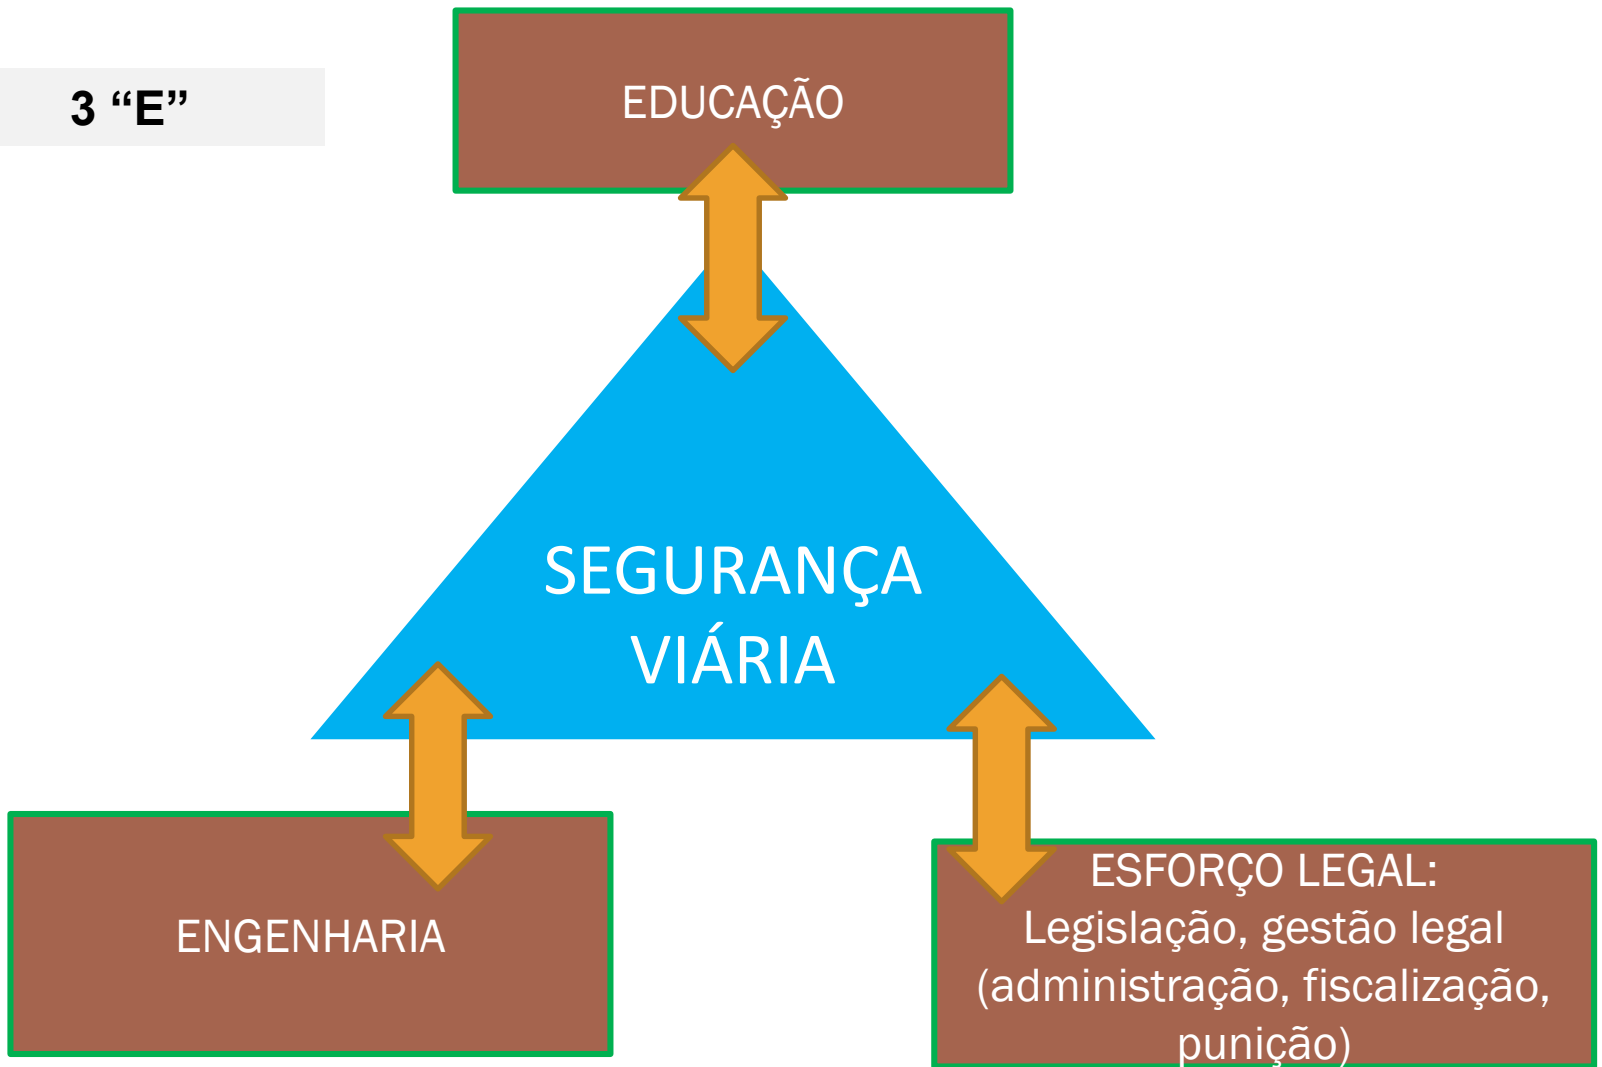 3 “E”
EDUCAÇÃO
SEGURANÇA
VIÁRIA
ENGENHARIA
ESFORÇO LEGAL:
Legislação, gestão legal
(administração, fiscalização,
punição)